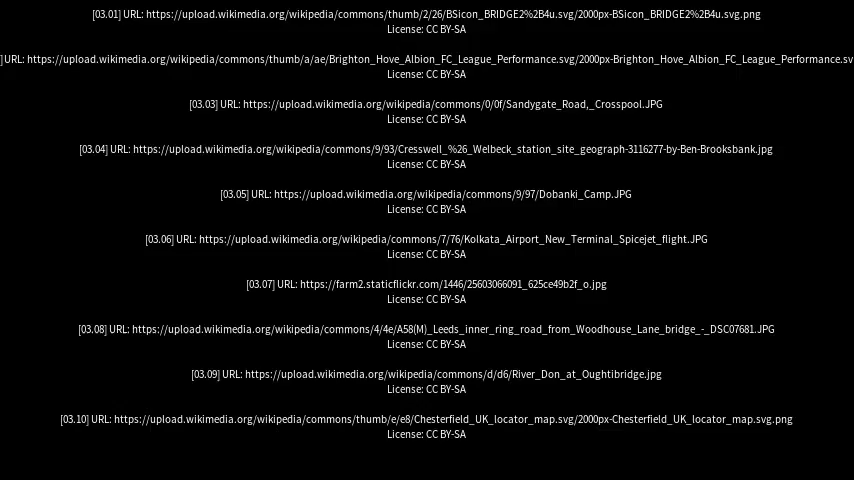 [03.01] URL: https://upload.wikimedia.org/wikipedia/commons/thumb/2/26/BSicon_BRIDGE2%2B4u.svg/2000px-BSicon_BRIDGE2%2B4u.svg.png
License: CC BY-SA
] URL: https://upload.wikimedia.org/wikipedia/commons/thumb/a/ae/Brighton_Hove_Albion_FC_League_Performance.svg/2000px-Brighton_Hove_Albion_FC_League_Performance.sv
License: CC BY-SA
[03.03] URL: https://upload.wikimedia.org/wikipedia/commons/0/0f/Sandygate_Road,_Crosspool.JPG
License: CC BY-SA
[03.04] URL: https://upload.wikimedia.org/wikipedia/commons/9/93/Cresswell_%26_Welbeck_station_site_geograph-3116277-by-Ben-Brooksbank.jpg
License: CC BY-SA
[03.05] URL: https://upload.wikimedia.org/wikipedia/commons/9/97/Dobanki_Camp.JPG
License: CC BY-SA
[03.06] URL: https://upload.wikimedia.org/wikipedia/commons/7/76/Kolkata_Airport_New_Terminal_Spicejet_flight.JPG
License: CC BY-SA
[03.07] URL: https://farm2.staticflickr.com/1446/25603066091_625ce49b2f_o.jpg
License: CC BY-SA
[03.08] URL: https://upload.wikimedia.org/wikipedia/commons/4/4e/A58(M)_Leeds_inner_ring_road_from_Woodhouse_Lane_bridge_-_DSC07681.JPG
License: CC BY-SA
[03.09] URL: https://upload.wikimedia.org/wikipedia/commons/d/d6/River_Don_at_Oughtibridge.jpg
License: CC BY-SA
[03.10] URL: https://upload.wikimedia.org/wikipedia/commons/thumb/e/e8/Chesterfield_UK_locator_map.svg/2000px-Chesterfield_UK_locator_map.svg.png
License: CC BY-SA